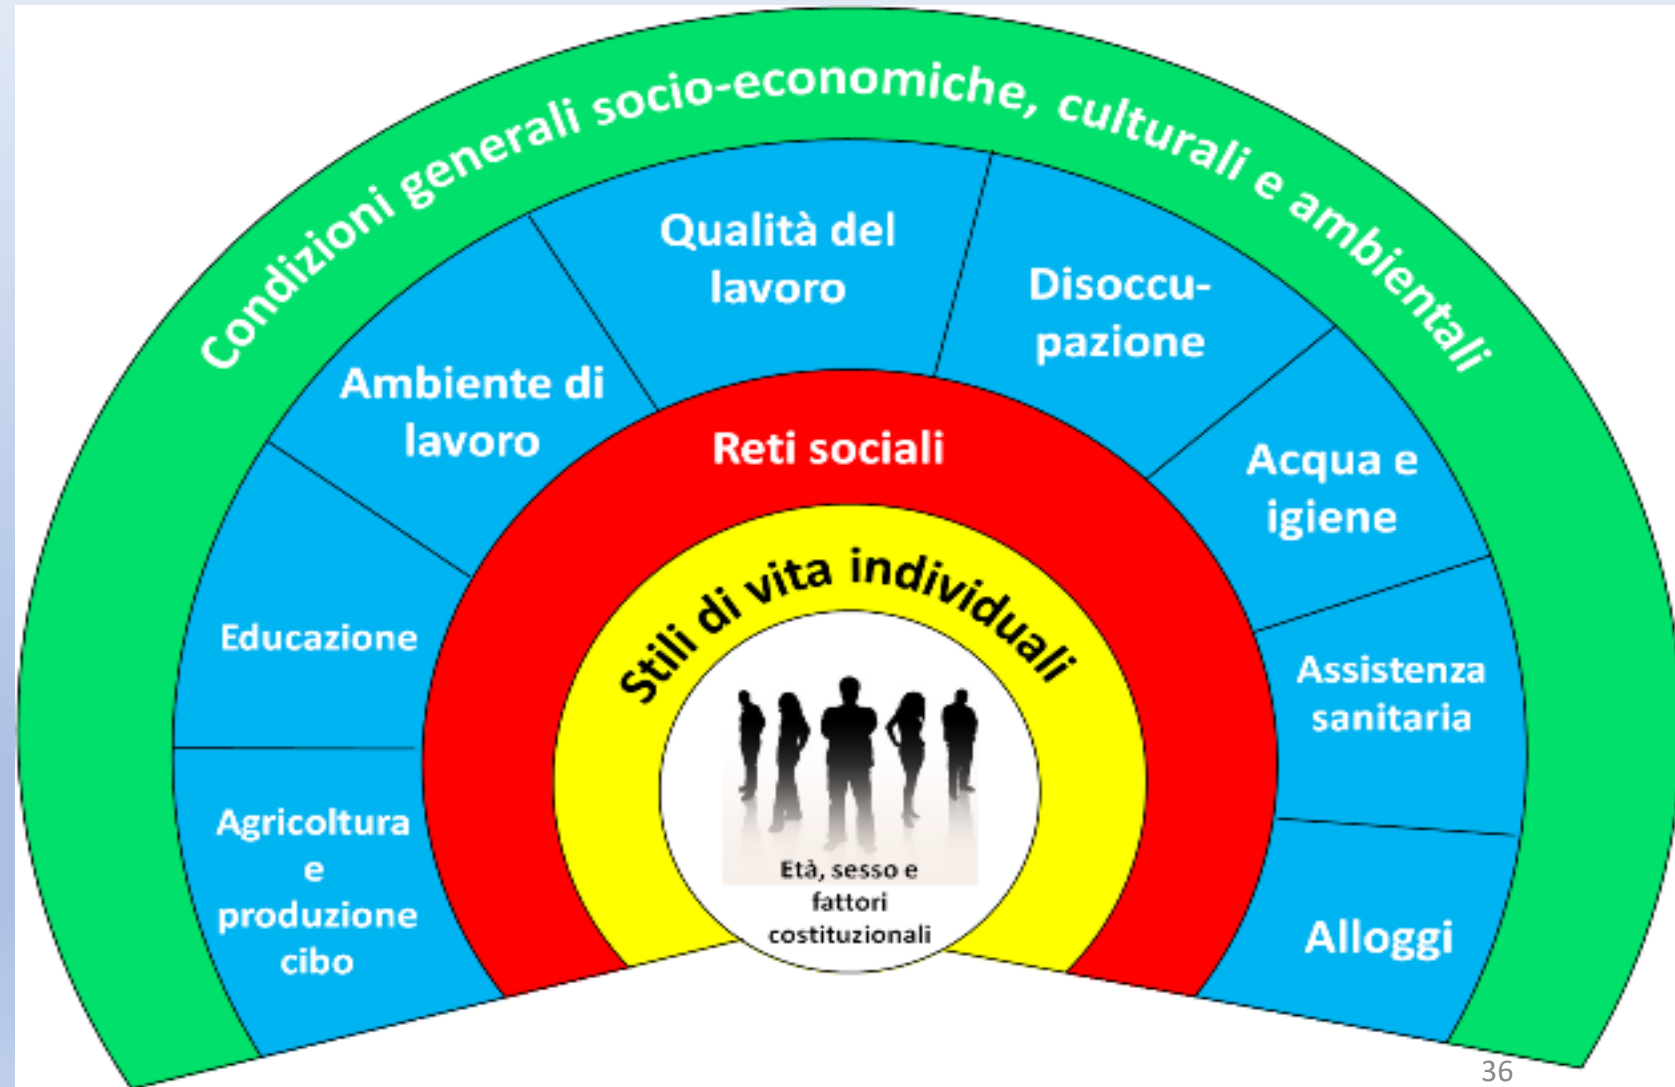 Condizioni generali socio-economiche, culturali e ambientali
Qualità del
lavoro
Disoccu-
pazione
Ambiente di
lavoro
Reti sociali
Acqua e
igiene
Stili di vita individuali
Educazione
Assistenza
sanitaria
Agricoltura
e
produzione
cibo
Età, sesso e
fattori
costituzionali
Alloggi
36